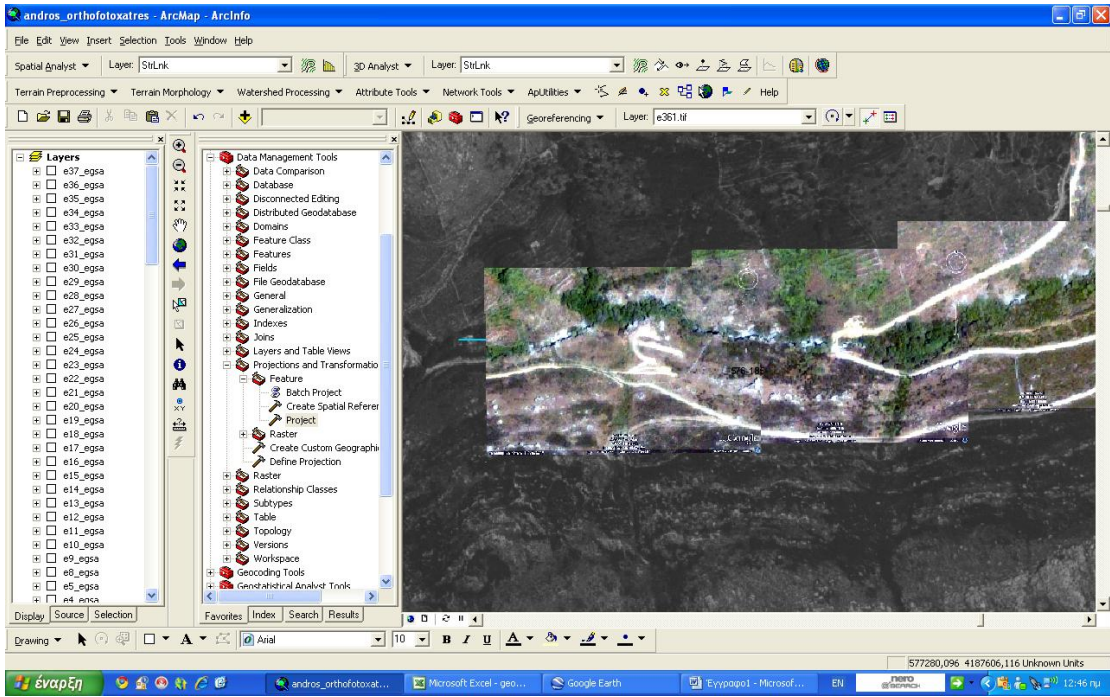 andros_orthofotoxatres - ArcMap - ArcInfo
File Edit View Insert Selection Tools Window Help
Spatial Analyst Layer: StrLnk 3D Analyst Layer: StrLnk
Terrain Preprocessing Terrain Morphology Watershed Processing Attribute Tools Network Tools ApUtilities Help
Georeferencing Layer: e361.tif
Layers
e37_egsa
e36_egsa
e35_egsa
e34_egsa
e33_egsa
e32_egsa
e31_egsa
e30_egsa
e29_egsa
e28_egsa
e27_egsa
e26_egsa
e25_egsa
e24_egsa
e23_egsa
e22_egsa
e21_egsa
e20_egsa
e19_egsa
e18_egsa
e17_egsa
e16_egsa
e15_egsa
e14_egsa
e13_egsa
e12_egsa
e11_egsa
e10_egsa
e9_egsa
e8_egsa
e5_egsa
e4_egsa
Display Source Selection
Data Management Tools
Data Comparison
Database
Disconnected Editing
Distributed Geodatabase
Domains
Feature Class
Features
Fields
File Geodatabase
General
Generalization
Indexes
Joins
Layers and Table Views
Projections and Transformatio
Feature
Batch Project
Create Spatial Referer
Project
Raster
Create Custom Geographi
Define Projection
Raster
Relationship Classes
Subtypes
Table
Topology
Versions
Workspace
Geocoding Tools
Geostatistical Analyst Tools
Favorites Index Search Results
Google
Drawing A Arial 10 B I U A
577280,096 4187606,116 Unknown Units
έναρξη andros_orthofotoxat... Microsoft Excel - geo... Google Earth Έγγραφο1 - Microsof... EN nero SEARCH 12:46 πμ